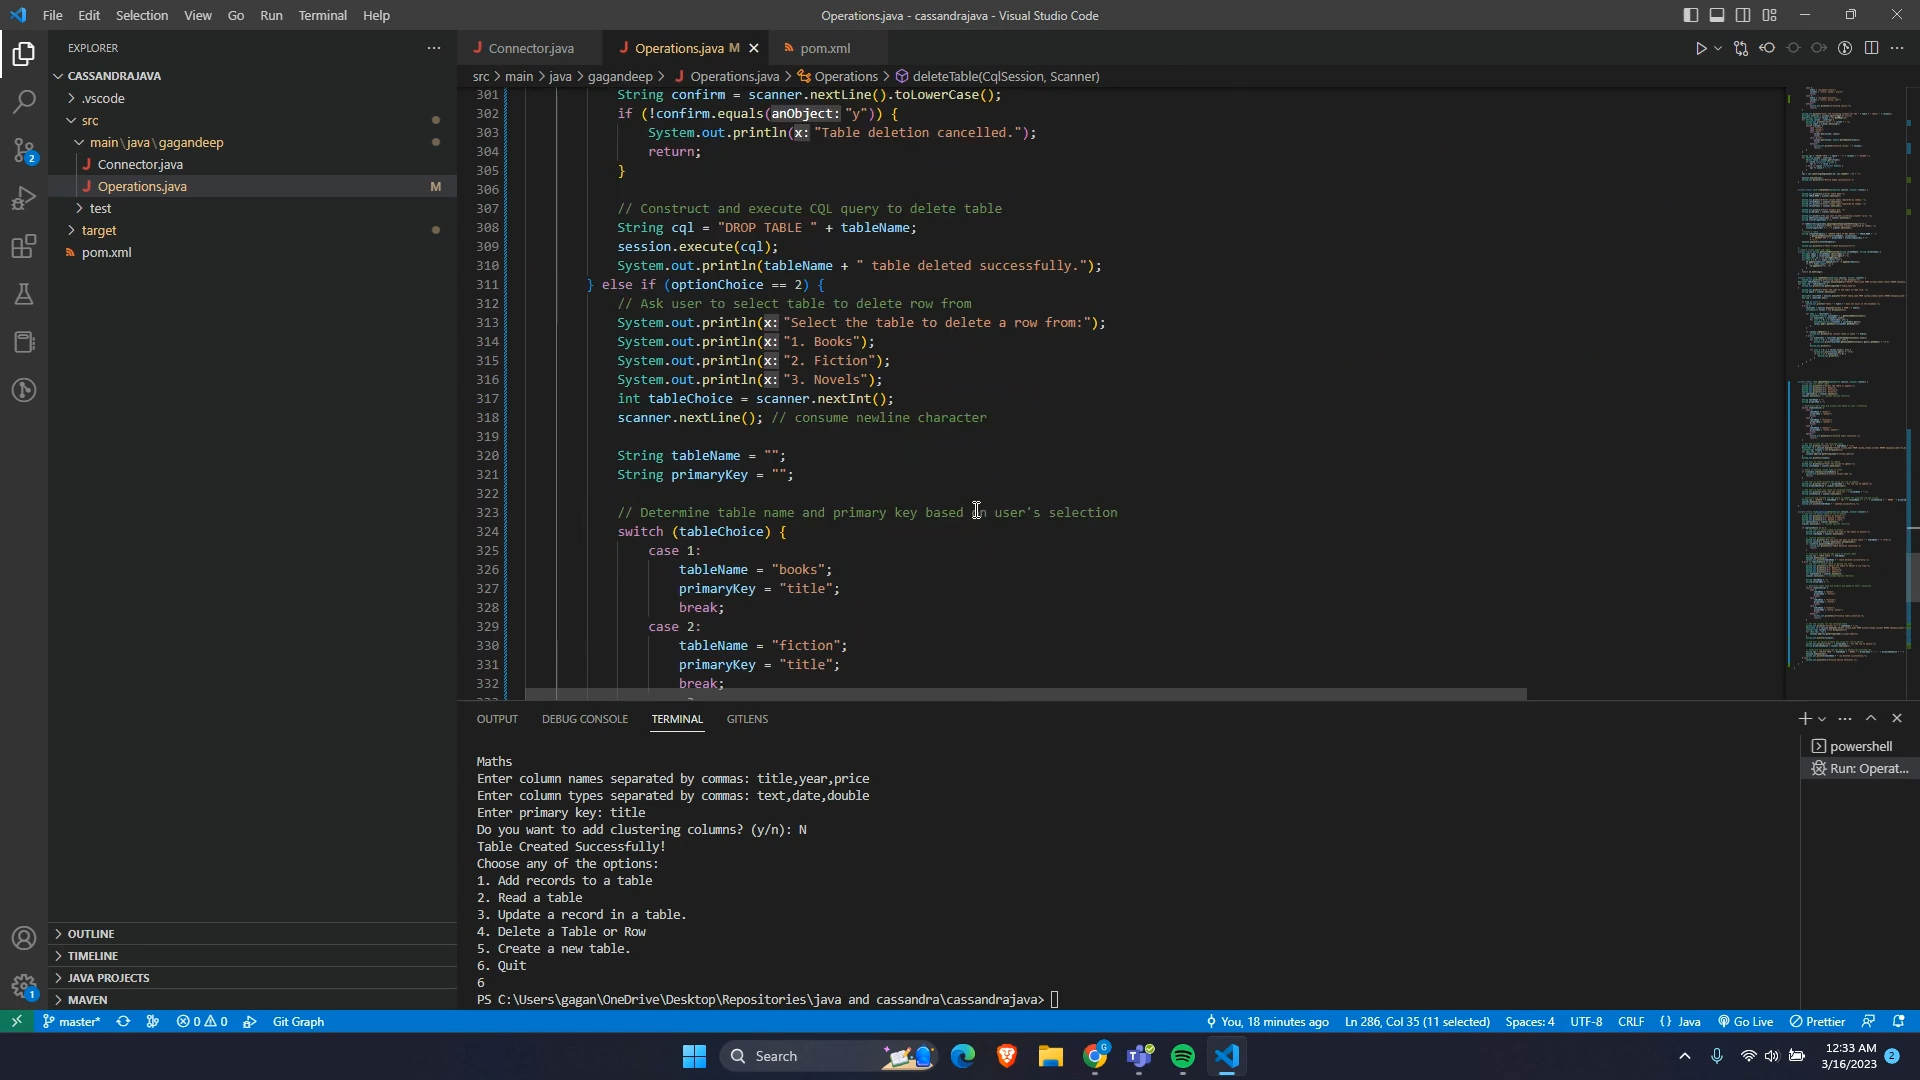 File Edit Selection View Go Run Terminal Help
Operations.java - cassandrajava - Visual Studio Code
EXPLORER
CASSANDRAJAVA
.vscode
src
main\java\gagandeep
Connector.java
Operations.java M
test
target
pom.xml
OUTLINE
TIMELINE
JAVA PROJECTS
MAVEN
2
1
Connector.java Operations.java M pom.xml
src > main > java > gagandeep > Operations.java > Operations > deleteTable(CqlSession, Scanner)
301 String confirm = scanner.nextLine().toLowerCase();
302 if (!confirm.equals(anObject: "y")) {
303 System.out.println(x: "Table deletion cancelled.");
304 return;
305 }
306
307 // Construct and execute CQL query to delete table
308 String cql = "DROP TABLE " + tableName;
309 session.execute(cql);
310 System.out.println(tableName + " table deleted successfully.");
311 } else if (optionChoice == 2) {
312 // Ask user to select table to delete row from
313 System.out.println(x: "Select the table to delete a row from:");
314 System.out.println(x: "1. Books");
315 System.out.println(x: "2. Fiction");
316 System.out.println(x: "3. Novels");
317 int tableChoice = scanner.nextInt();
318 scanner.nextLine(); // consume newline character
319
320 String tableName = "";
321 String primaryKey = "";
322
323 // Determine table name and primary key based on user's selection
324 switch (tableChoice) {
325 case 1:
326 tableName = "books";
327 primaryKey = "title";
328 break;
329 case 2:
330 tableName = "fiction";
331 primaryKey = "title";
332 break;
OUTPUT DEBUG CONSOLE TERMINAL GITLENS
powershell
Run: Operat...
Maths
Enter column names separated by commas: title,year,price
Enter column types separated by commas: text,date,double
Enter primary key: title
Do you want to add clustering columns? (y/n): N
Table Created Successfully!
Choose any of the options:
1. Add records to a table
2. Read a table
3. Update a record in a table.
4. Delete a Table or Row
5. Create a new table.
6. Quit
6
PS C:\Users\gagan\OneDrive\Desktop\Repositories\java and cassandra\cassandrajava>
master* 0 0 Git Graph You, 18 minutes ago Ln 286, Col 35 (11 selected) Spaces: 4 UTF-8 CRLF {} Java Go Live Prettier
Search
G
12:33 AM
3/16/2023
2